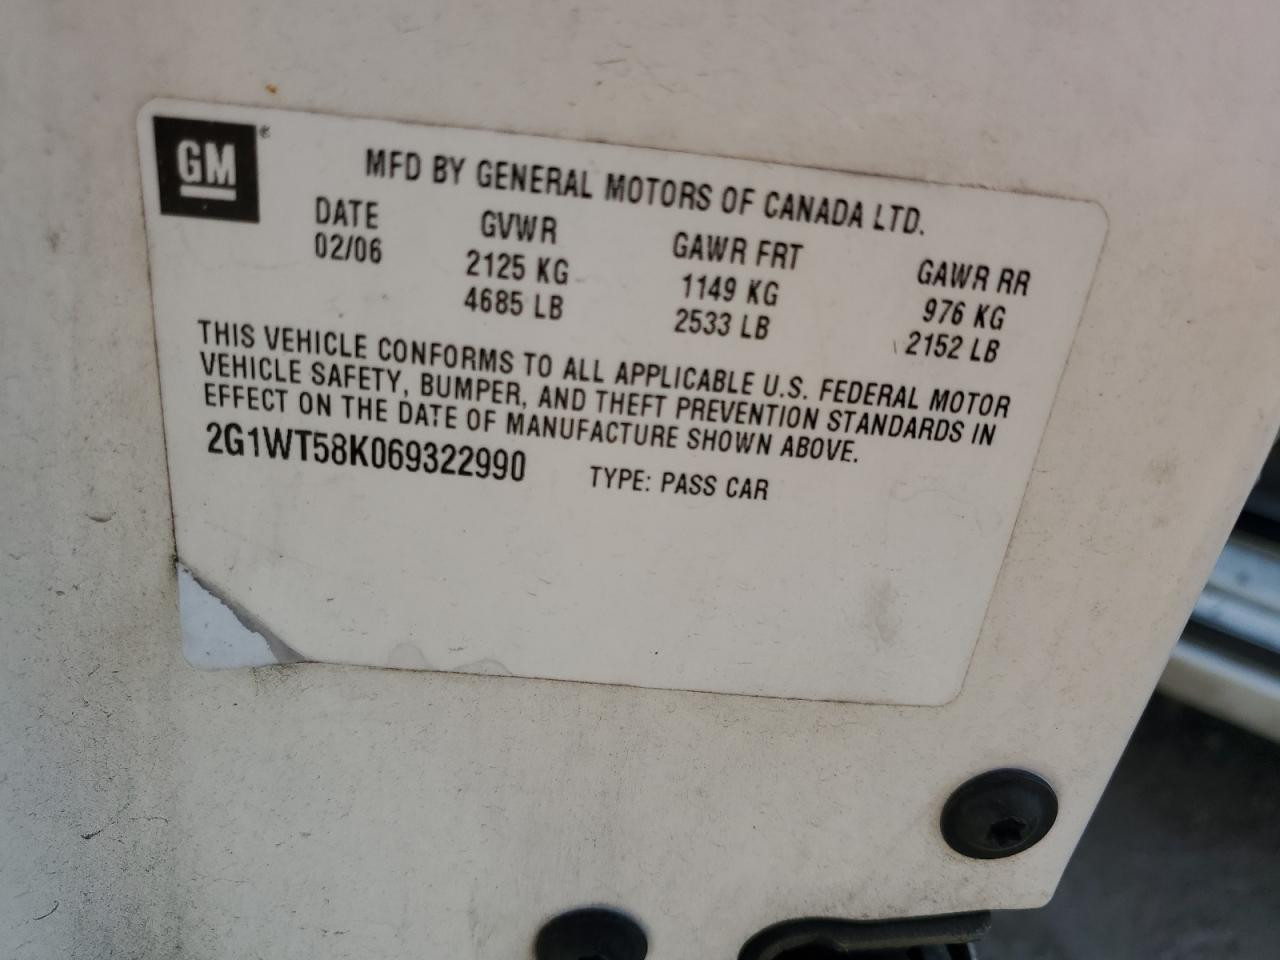 GM®
MFD BY GENERAL MOTORS OF CANADA LTD.
DATE GVWR GAWR FRT GAWR RR
02/06 2125 KG 1149 KG 976 KG
4685 LB 2533 LB 2152 LB
THIS VEHICLE CONFORMS TO ALL APPLICABLE U.S. FEDERAL MOTOR
VEHICLE SAFETY, BUMPER, AND THEFT PREVENTION STANDARDS IN
EFFECT ON THE DATE OF MANUFACTURE SHOWN ABOVE.
2G1WT58K069322990 TYPE: PASS CAR